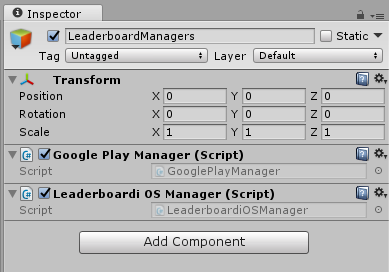 Inspector
LeaderboardManagers Static
Tag Untagged Layer Default
Transform
Position X 0 Y 0 Z 0
Rotation X 0 Y 0 Z 0
Scale X 1 Y 1 Z 1
Google Play Manager (Script)
Script GooglePlayManager
Leaderboardi OS Manager (Script)
Script LeaderboardiOSManager
Add Component